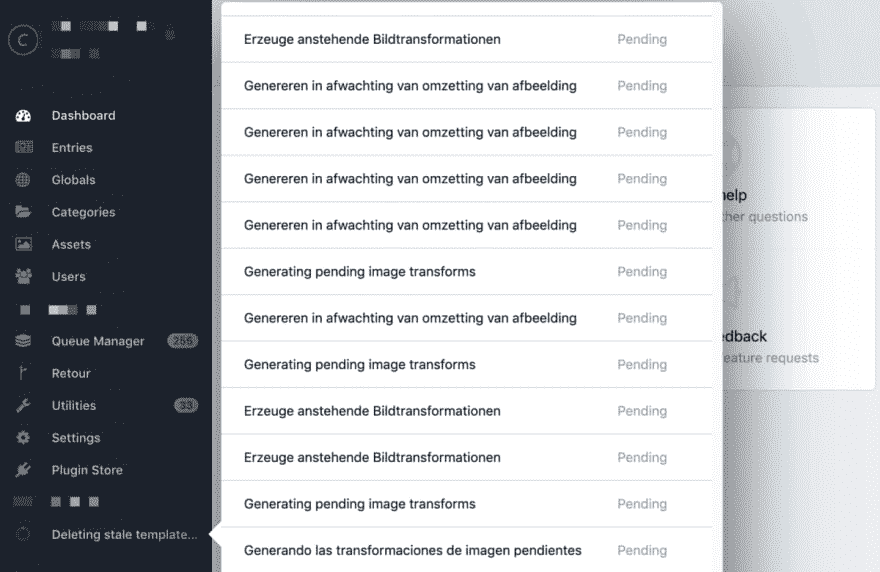 C
Dashboard
Entries
Globals
Categories
Assets
Users
Queue Manager 256
Retour
Utilities 33
Settings
Plugin Store
Deleting stale template...
Erzeuge anstehende Bildtransformationen Pending
Genereren in afwachting van omzetting van afbeelding Pending
Genereren in afwachting van omzetting van afbeelding Pending
Genereren in afwachting van omzetting van afbeelding Pending
Genereren in afwachting van omzetting van afbeelding Pending
Generating pending image transforms Pending
Genereren in afwachting van omzetting van afbeelding Pending
Generating pending image transforms Pending
Erzeuge anstehende Bildtransformationen Pending
Erzeuge anstehende Bildtransformationen Pending
Generating pending image transforms Pending
Generando las transformaciones de imagen pendientes Pending
help
her questions
edback
eature requests